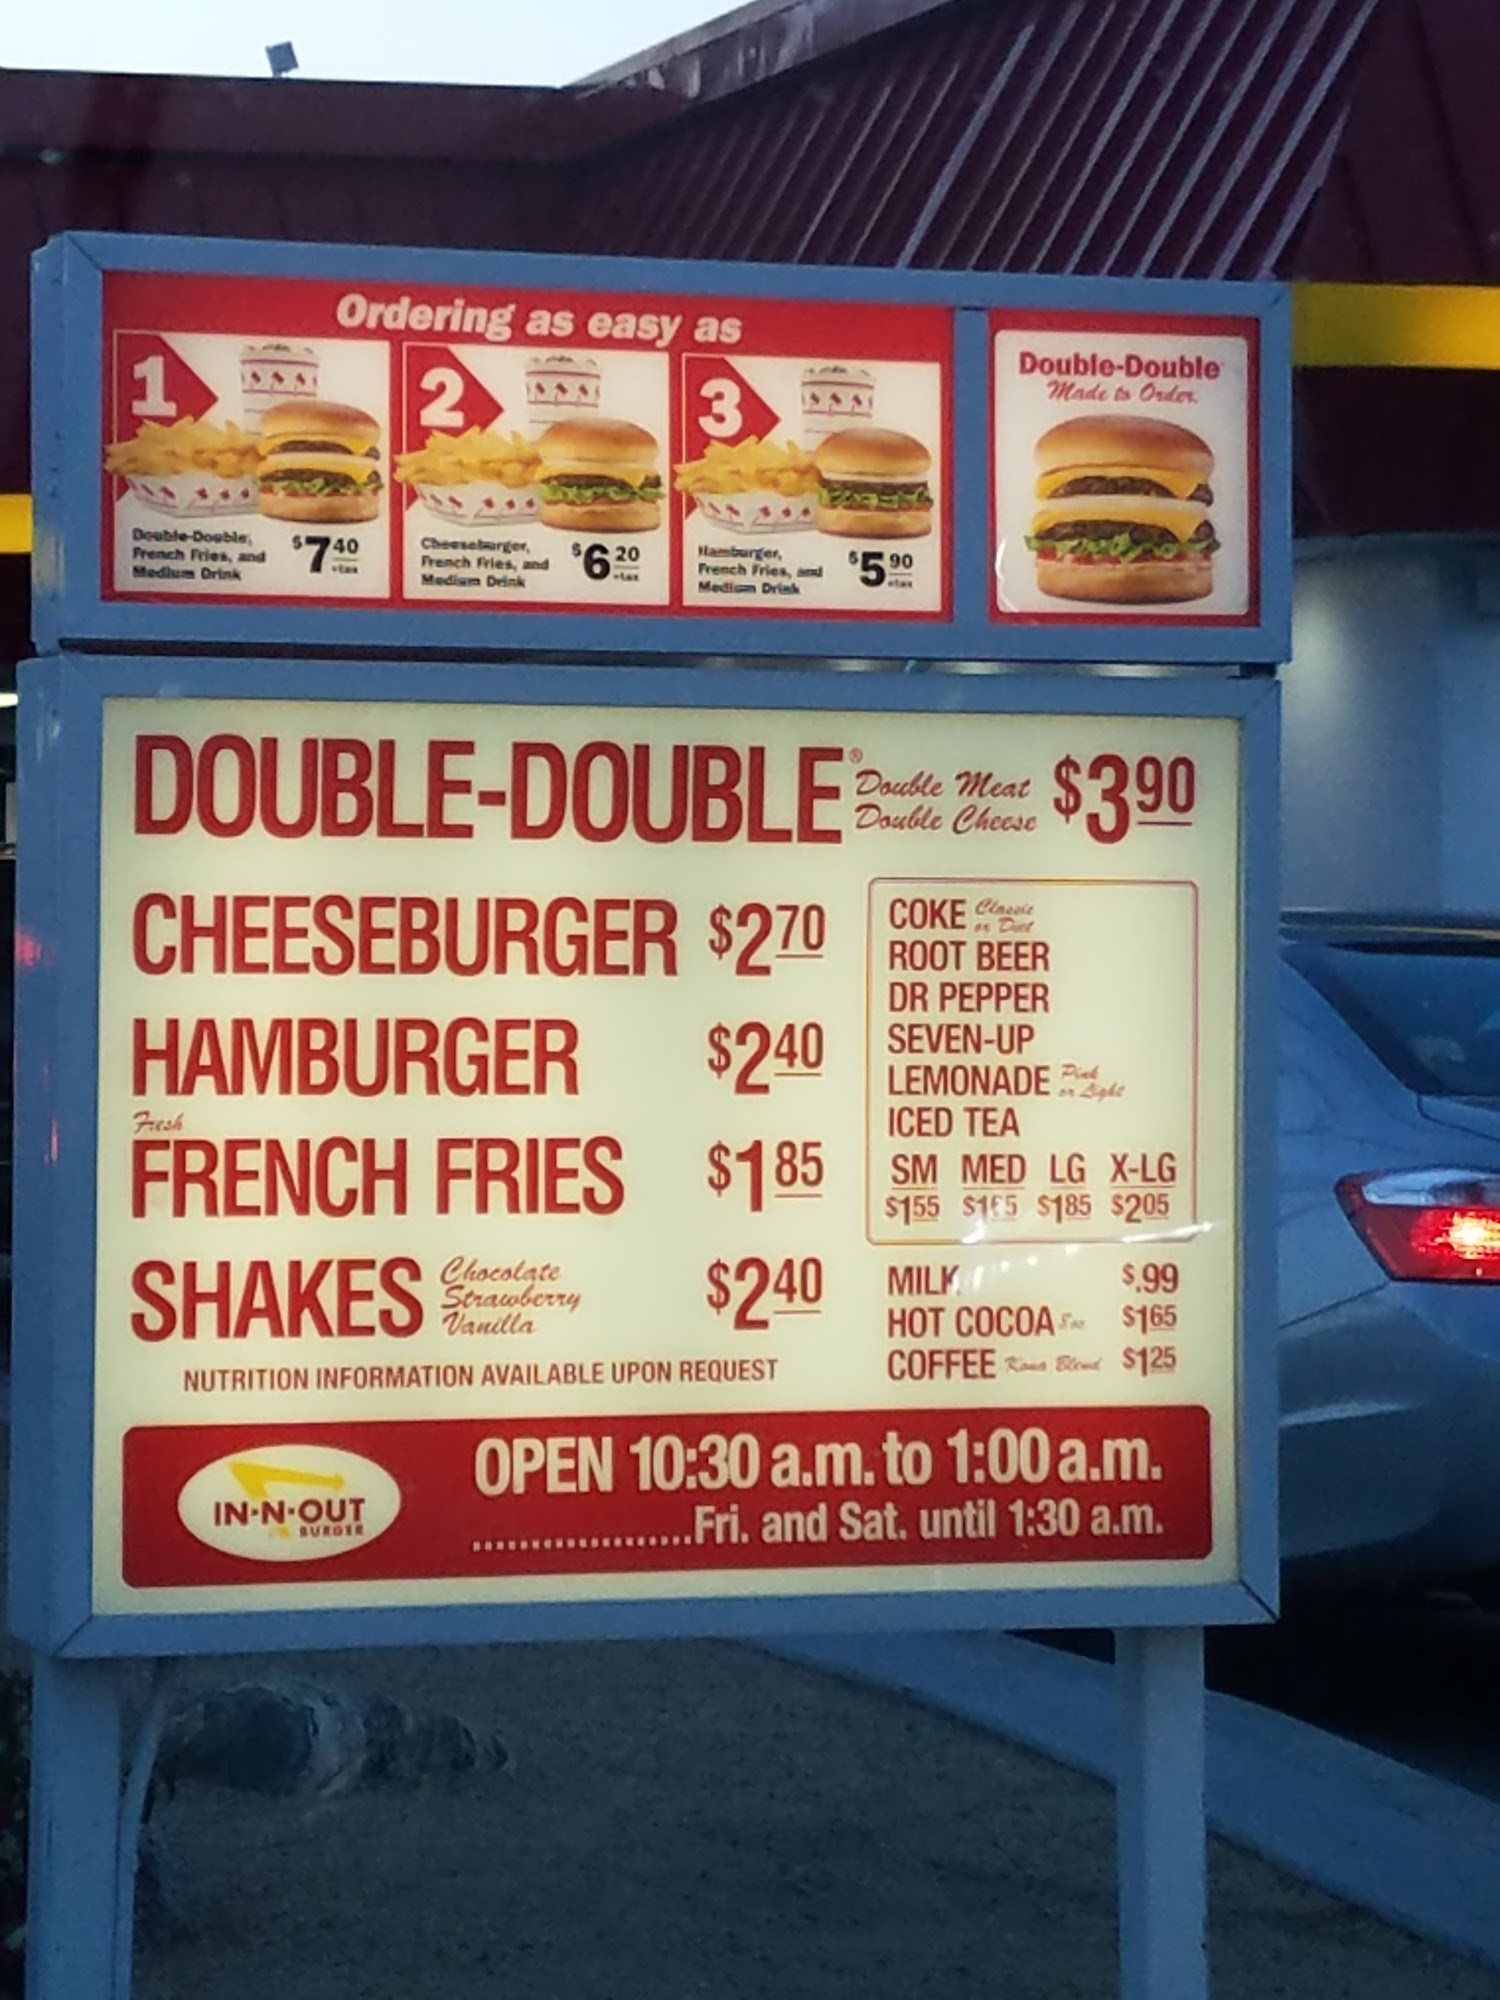 Ordering as easy as
1
Double-Double,
French Fries, and
Medium Drink
$7 40
+tax
2
Cheeseburger,
French Fries, and
Medium Drink
$6 20
+tax
3
Hamburger,
French Fries, and
Medium Drink
$5 90
+tax
Double-Double
Made to Order.
DOUBLE-DOUBLE® Double Meat Double Cheese $3 90
CHEESEBURGER $2 70
HAMBURGER $2 40
Fresh
FRENCH FRIES $1 85
SHAKES Chocolate $2 40
Strawberry
Vanilla
NUTRITION INFORMATION AVAILABLE UPON REQUEST
COKE Classic or Diet
ROOT BEER
DR PEPPER
SEVEN-UP
LEMONADE Pink or Light
ICED TEA
SM MED LG X-LG
$1 55 $1 65 $1 85 $2 05
MILK $.99
HOT COCOA 8 oz. $1 65
COFFEE Kona Blend $1 25
IN-N-OUT
BURGER
OPEN 10:30 a.m. to 1:00 a.m.
....................Fri. and Sat. until 1:30 a.m.